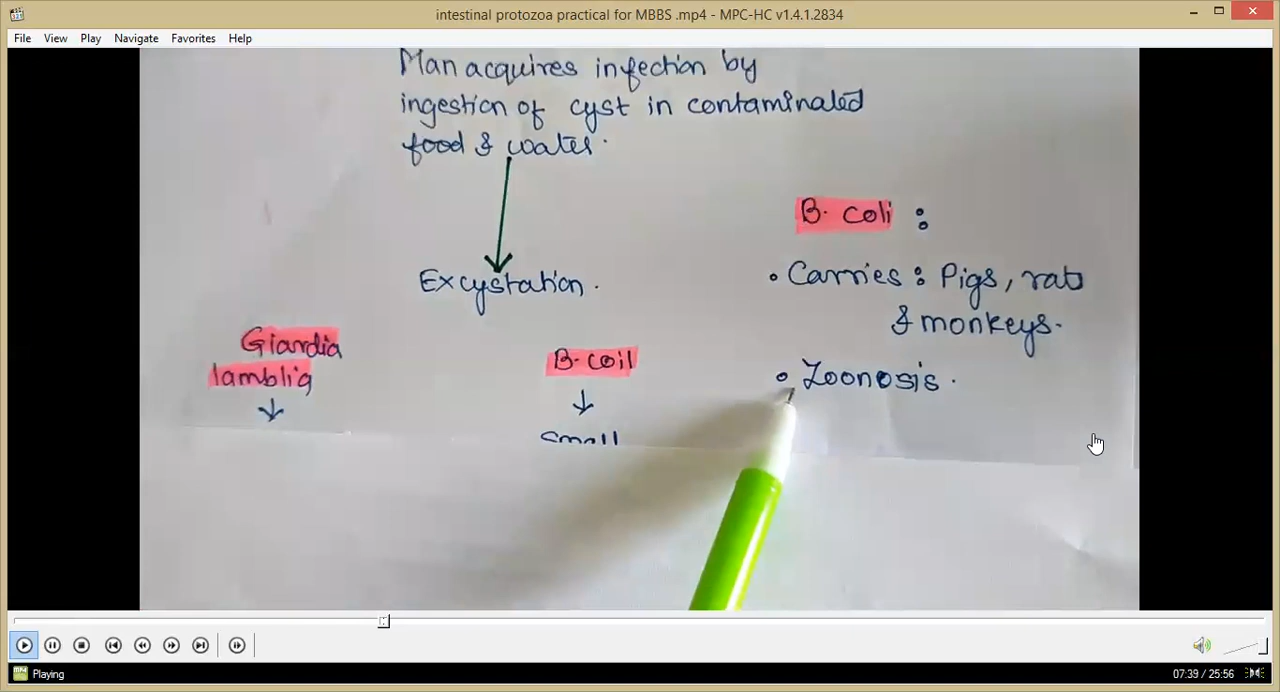 intestinal protozoa practical for MBBS .mp4 - MPC-HC v1.4.1.2834
File View Play Navigate Favorites Help
Man acquires infection by
ingestion of cyst in contaminated
food & water.
Excystation.
Giardia
lamblia
B. coil
small
B. coli :
• Carries : Pigs, rats
& monkeys.
• Zoonosis.
Playing
07:39 / 25:56